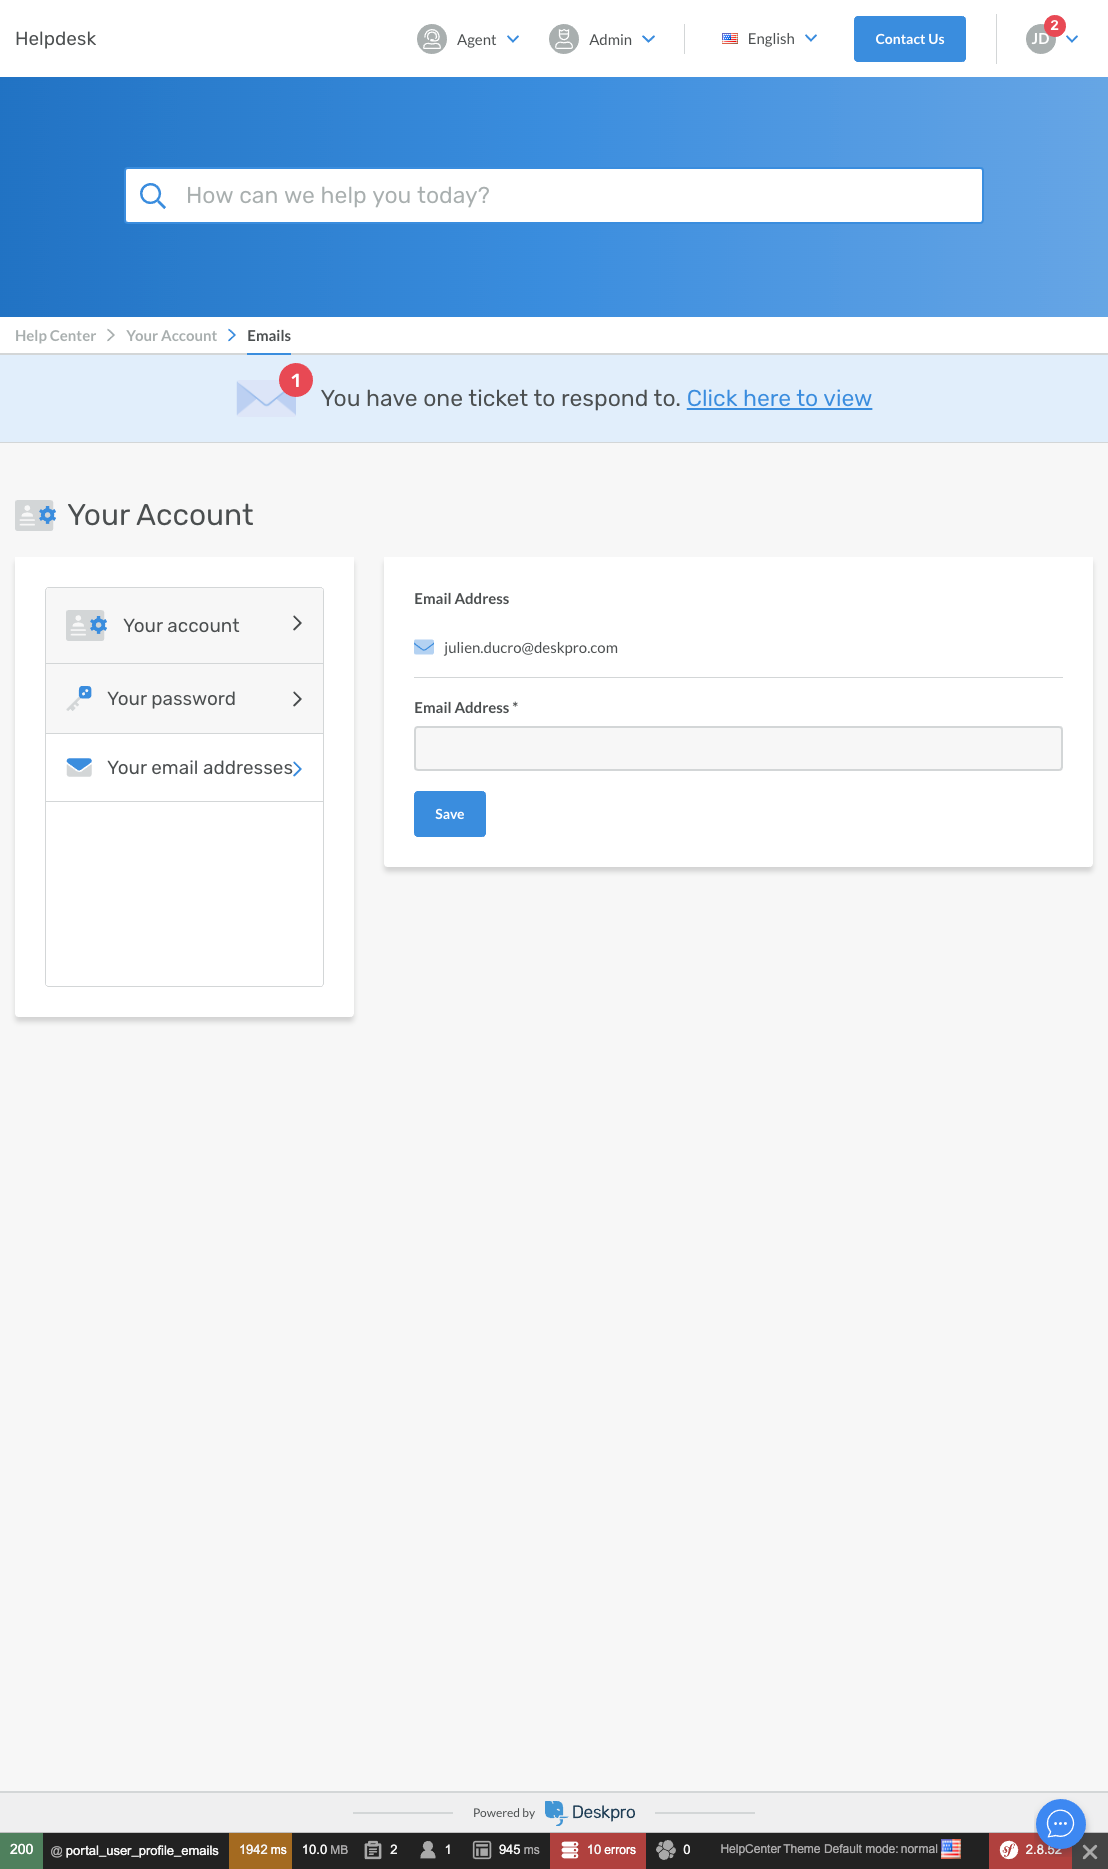 Helpdesk
Agent
Admin
English
Contact Us
JD
2
How can we help you today?
Help Center
Your Account
Emails
1
You have one ticket to respond to. Click here to view
Your Account
Your account
Your password
Your email addresses
Email Address
julien.ducro@deskpro.com
Email Address *
Save
Powered by Deskpro
200 @ portal_user_profile_emails 1942 ms 10.0 MB 2 1 945 ms 10 errors 0 HelpCenter Theme Default mode: normal 2.8.52